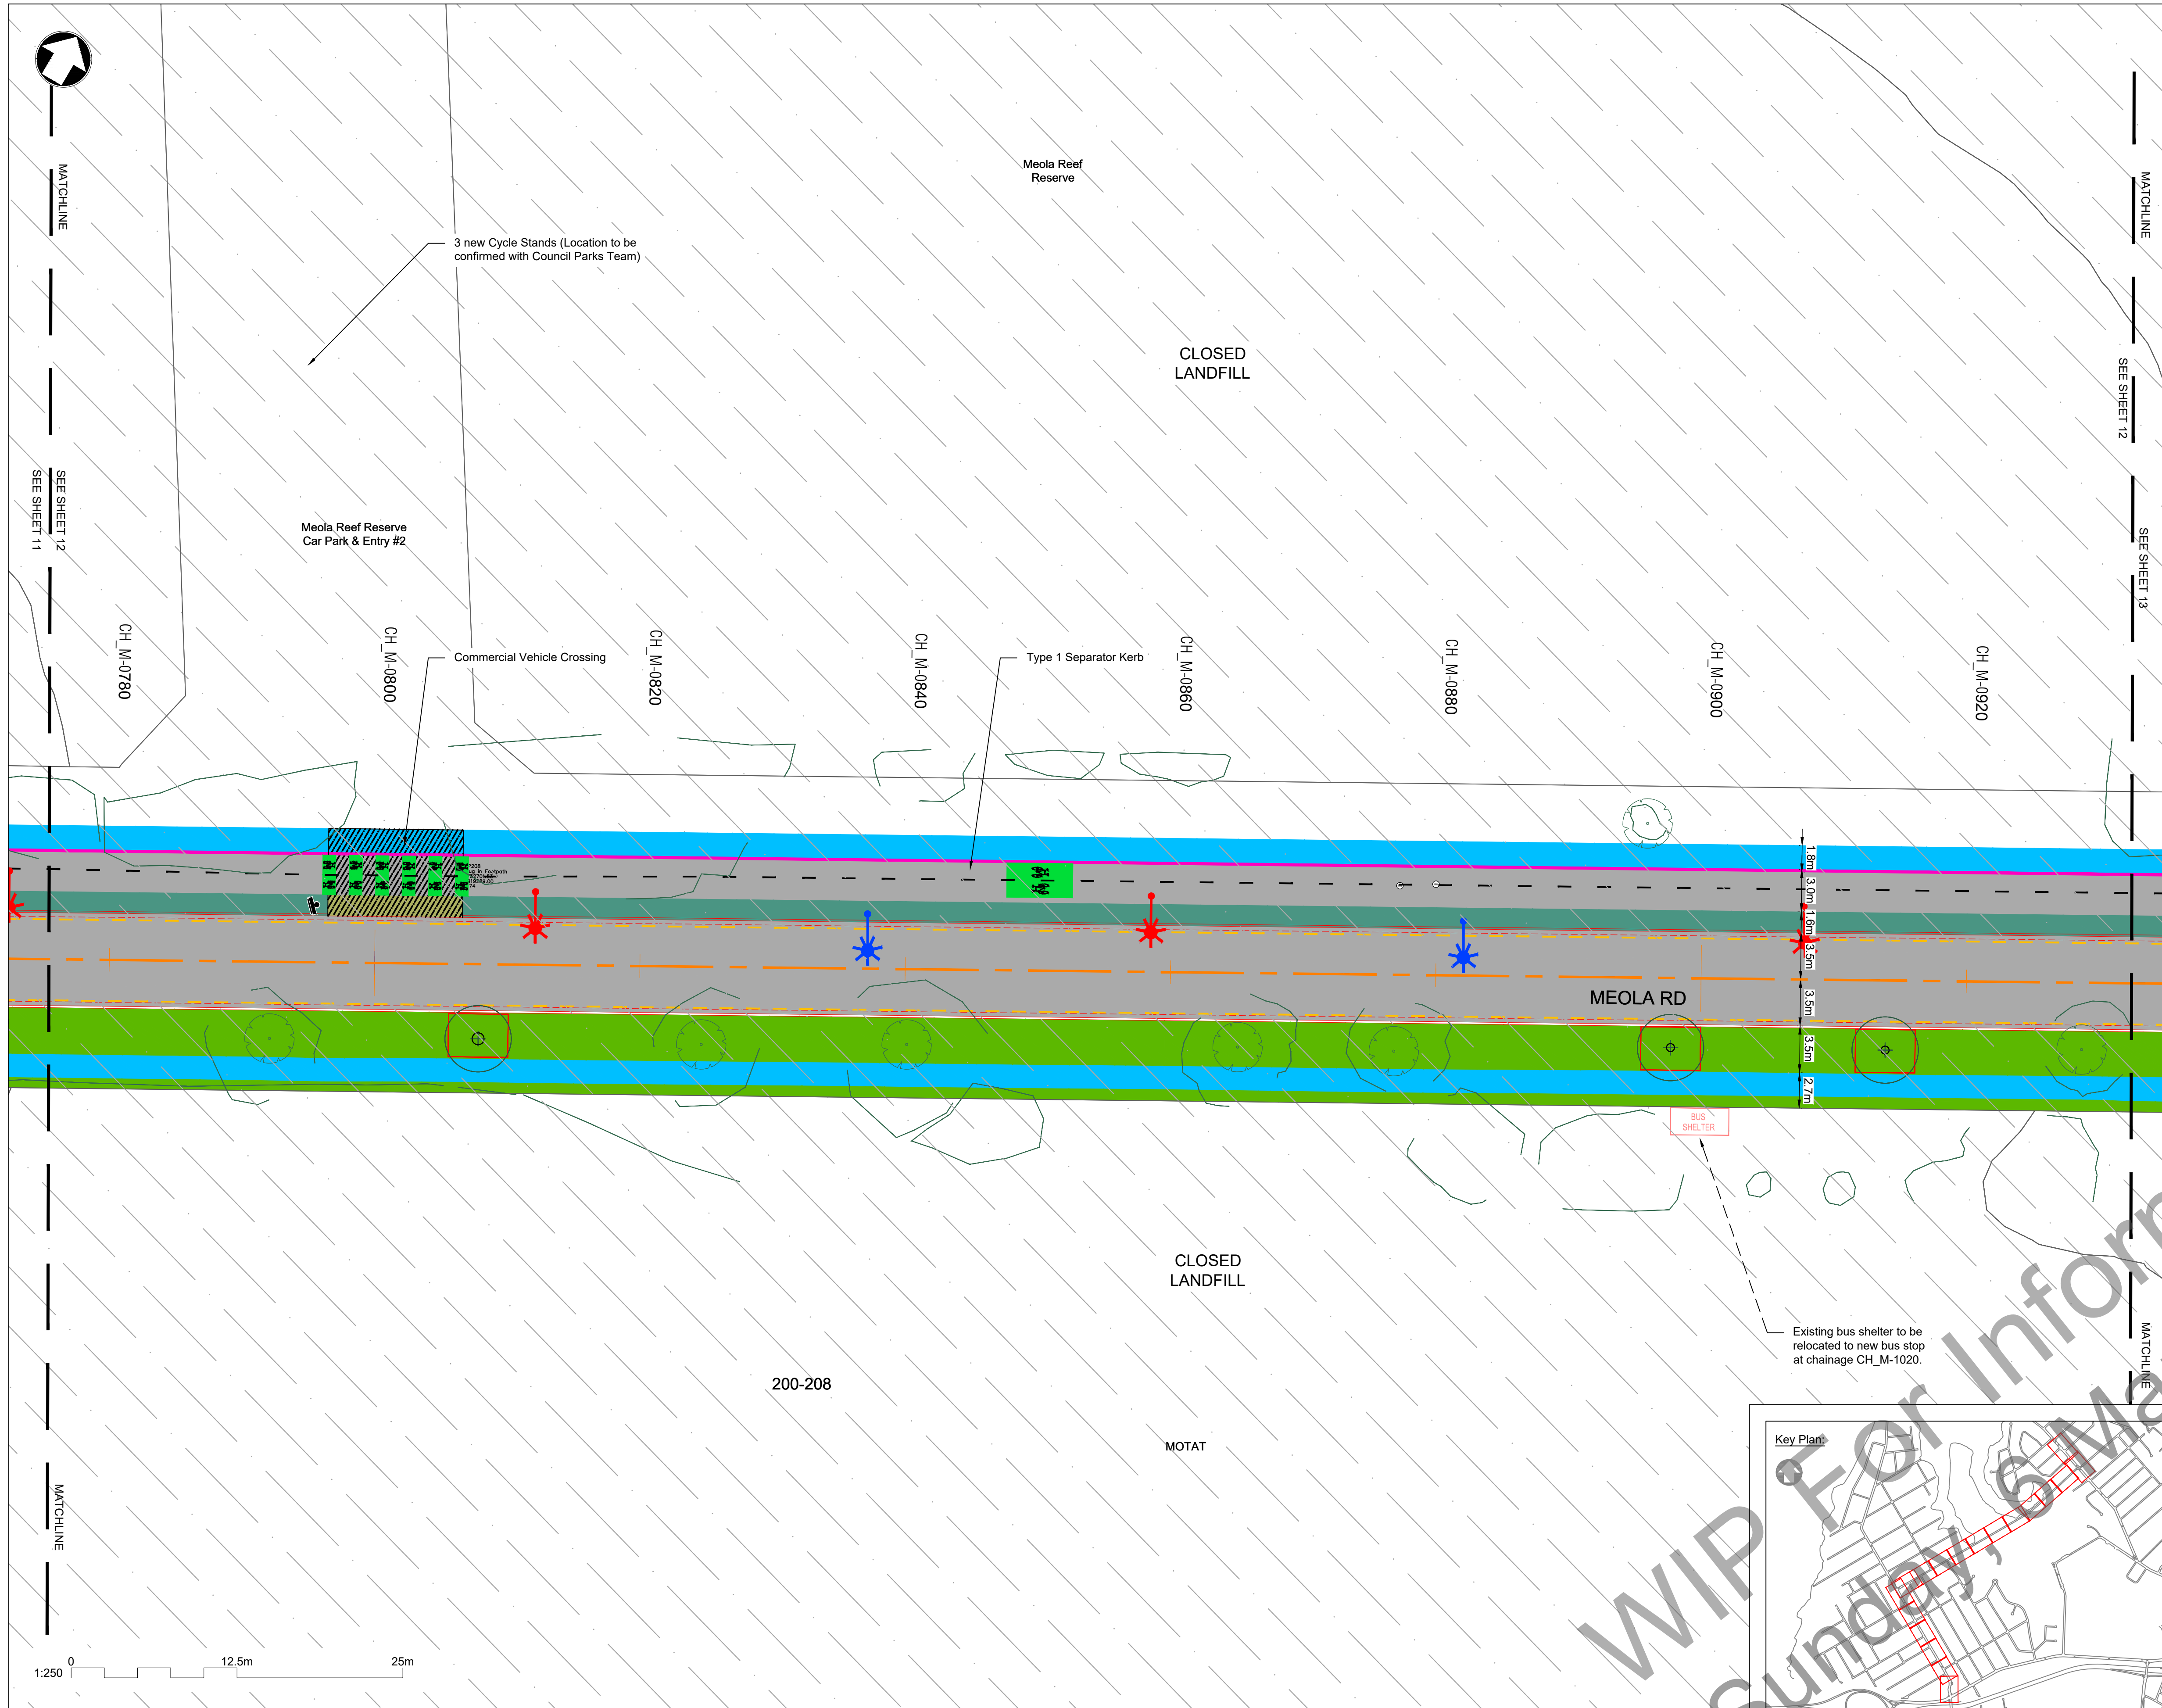 MATCHLINE
MATCHLINE
Meola Reef
Reserve
3 new Cycle Stands (Location to be
confirmed with Council Parks Team)
CLOSED
LANDFILL
SEE SHEET 12
SEE SHEET 11
SEE SHEET 12
SEE SHEET 13
Meola Reef Reserve
Car Park & Entry #2
CH_M-0780
CH_M-0800
CH_M-0820
CH_M-0840
CH_M-0860
CH_M-0880
CH_M-0900
CH_M-0920
Commercial Vehicle Crossing
Type 1 Separator Kerb
1.8m
3.0m
1.6m
3.5m
3.5m
3.5m
2.7m
MEOLA RD
BUS
SHELTER
CLOSED
LANDFILL
Existing bus shelter to be
relocated to new bus stop
at chainage CH_M-1020.
200-208
MOTAT
MATCHLINE
MATCHLINE
Key Plan:
WIP For
Sunday, 6
1:250
0
12.5m
25m